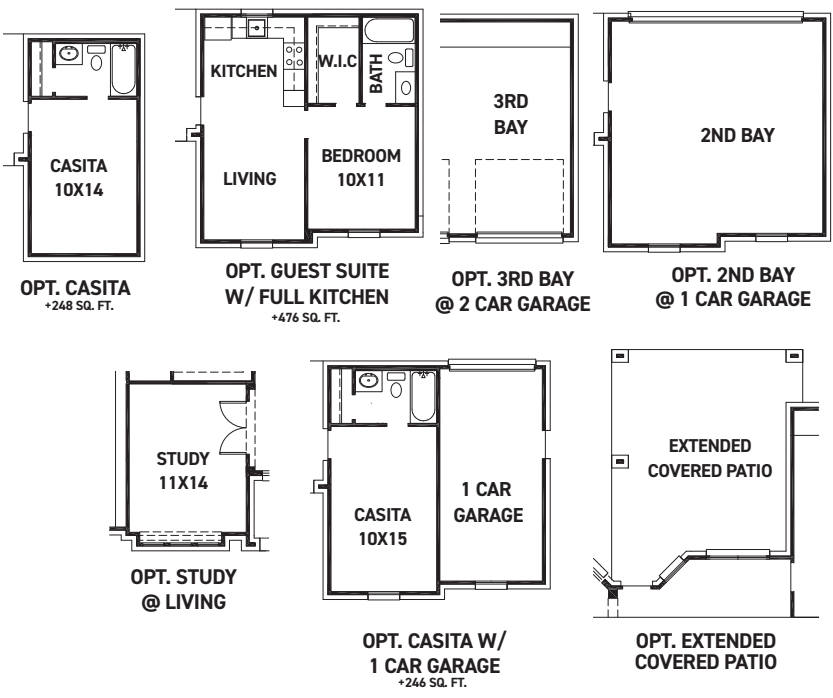 CASITA
10X14
OPT. CASITA
+248 SQ. FT.
KITCHEN
W.I.C
BATH
LIVING
BEDROOM
10X11
OPT. GUEST SUITE
W/ FULL KITCHEN
+476 SQ. FT.
3RD
BAY
OPT. 3RD BAY
@ 2 CAR GARAGE
2ND BAY
OPT. 2ND BAY
@ 1 CAR GARAGE
STUDY
11X14
OPT. STUDY
@ LIVING
CASITA
10X15
1 CAR
GARAGE
OPT. CASITA W/
1 CAR GARAGE
+246 SQ. FT.
EXTENDED
COVERED PATIO
OPT. EXTENDED
COVERED PATIO